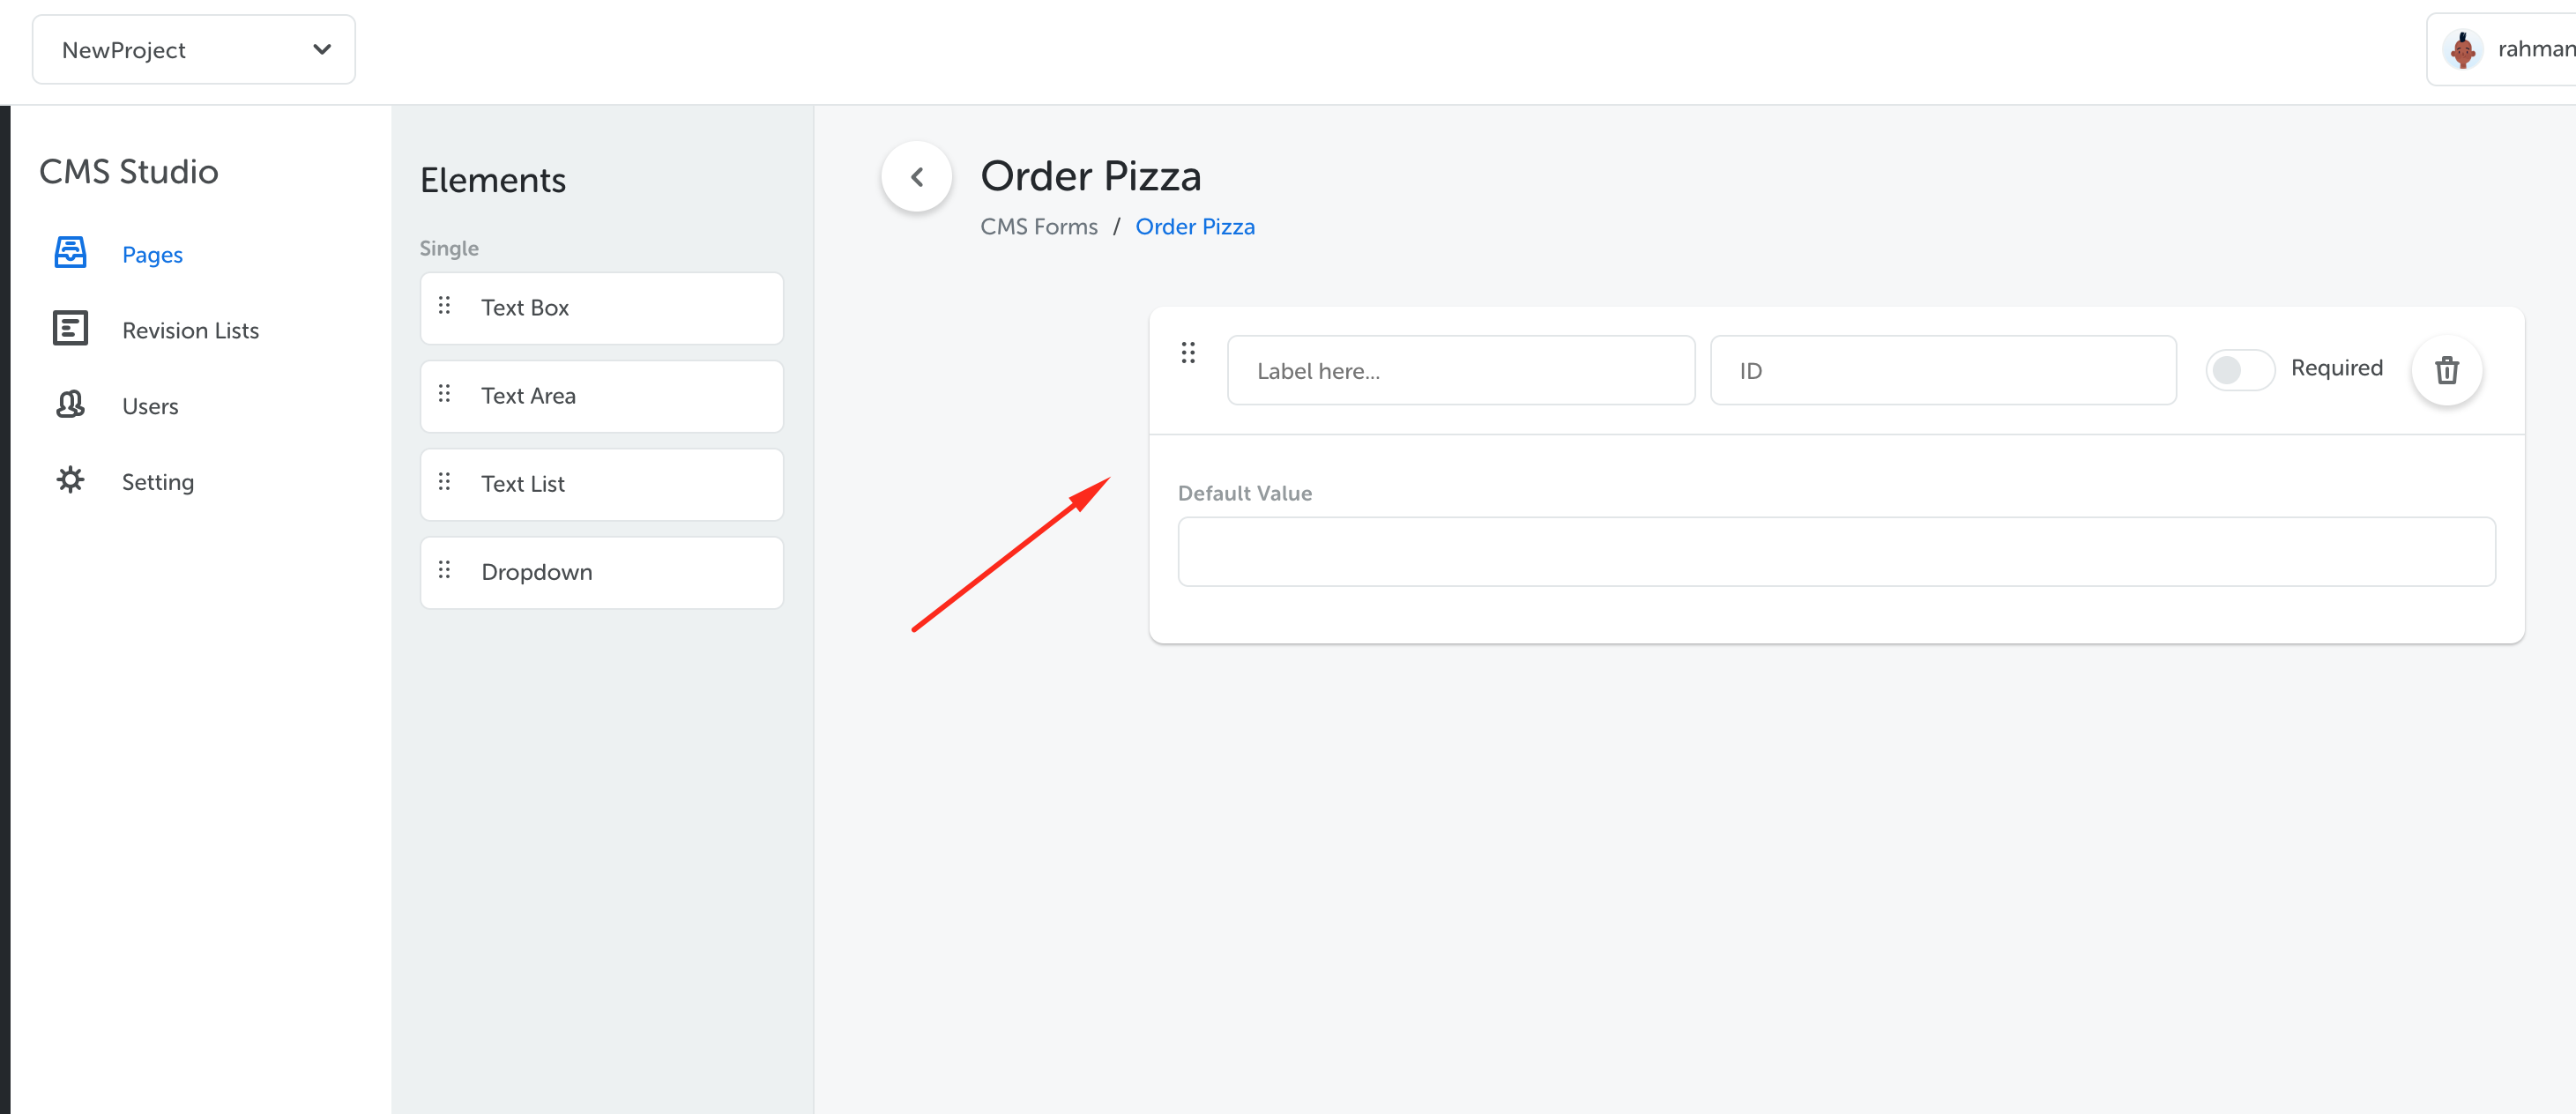 NewProject
rahman
CMS Studio
Pages
Revision Lists
Users
Setting
Elements
Single
Text Box
Text Area
Text List
Dropdown
Order Pizza
CMS Forms / Order Pizza
Label here...
ID
Required
Default Value